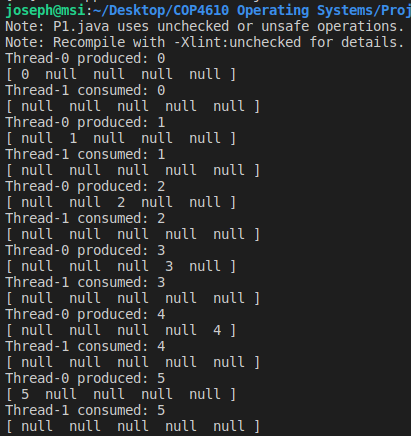 joseph@msi:~/Desktop/COP4610 Operating Systems/Proj
Note: P1.java uses unchecked or unsafe operations.
Note: Recompile with -Xlint:unchecked for details.
Thread-0 produced: 0
[ 0  null  null  null  null ]
Thread-1 consumed: 0
[ null  null  null  null  null ]
Thread-0 produced: 1
[ null  1  null  null  null ]
Thread-1 consumed: 1
[ null  null  null  null  null ]
Thread-0 produced: 2
[ null  null  2  null  null ]
Thread-1 consumed: 2
[ null  null  null  null  null ]
Thread-0 produced: 3
[ null  null  null  3  null ]
Thread-1 consumed: 3
[ null  null  null  null  null ]
Thread-0 produced: 4
[ null  null  null  null  4 ]
Thread-1 consumed: 4
[ null  null  null  null  null ]
Thread-0 produced: 5
[ 5  null  null  null  null ]
Thread-1 consumed: 5
[ null  null  null  null  null ]